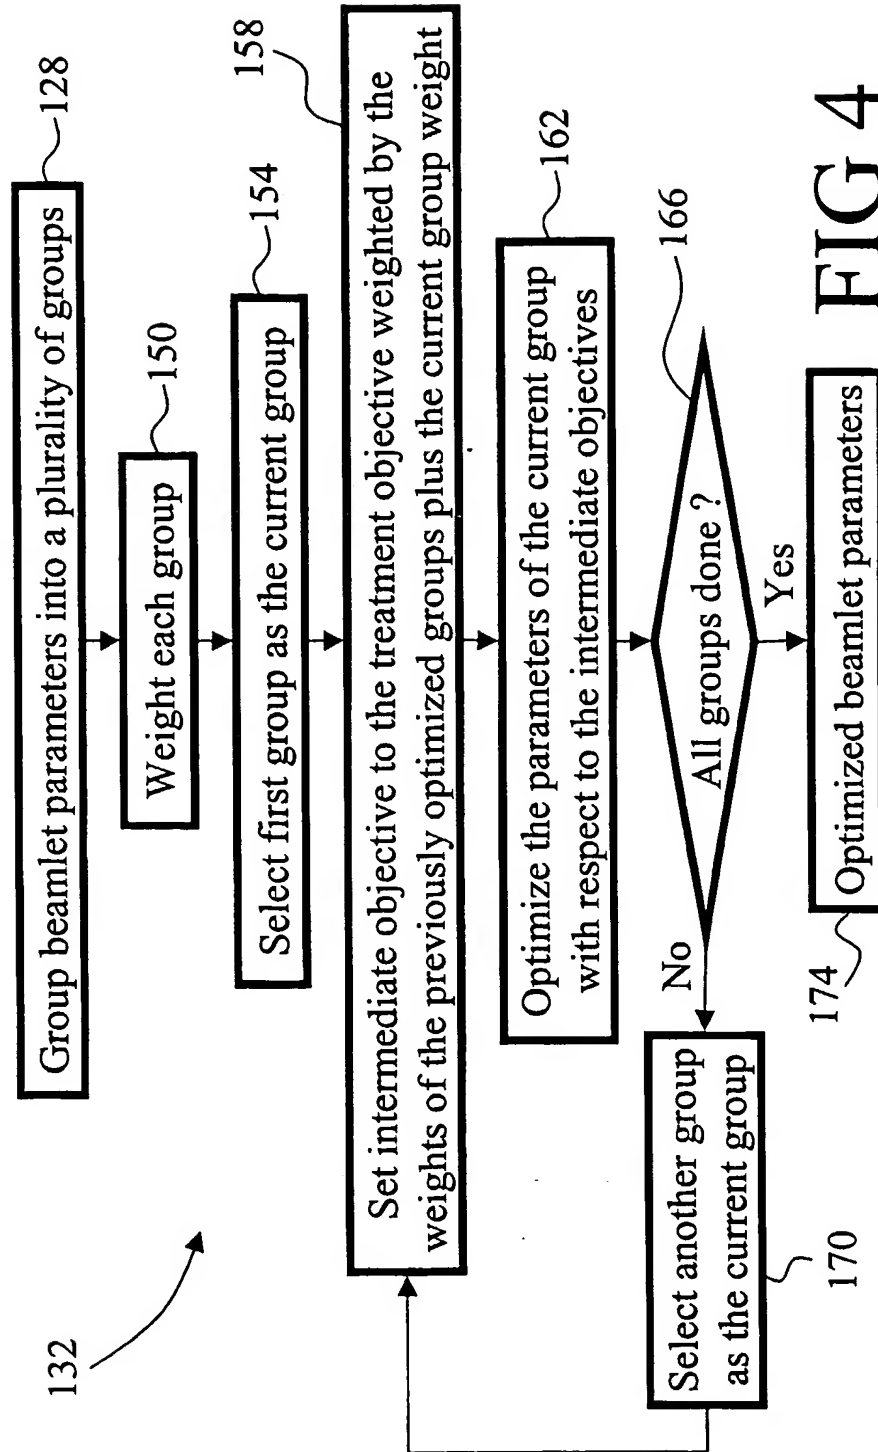 132
Group beamlet parameters into a plurality of groups
128
Weight each group
150
Select first group as the current group
154
Set intermediate objective to the treatment objective weighted by the
weights of the previously optimized groups plus the current group weight
158
Optimize the parameters of the current group
with respect to the intermediate objectives
162
All groups done ?
166
No
Yes
Select another group
as the current group
170
Optimized beamlet parameters
174
FIG 4